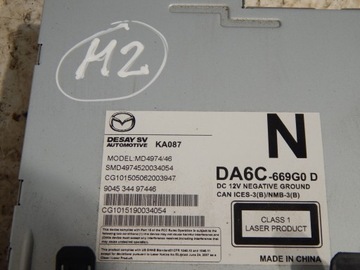 M2
DESAY SV
AUTOMOTIVE
KA087
N
MODEL:MD4974/46
SMD4974520034054
CG101505062003947
9045 344 97446
CG1015190034054
DA6C-669G0 D
DC 12V NEGATIVE GROUND
CAN ICES-3(B)/NMB-3(B)
CLASS 1
LASER PRODUCT
MADE IN CHINA